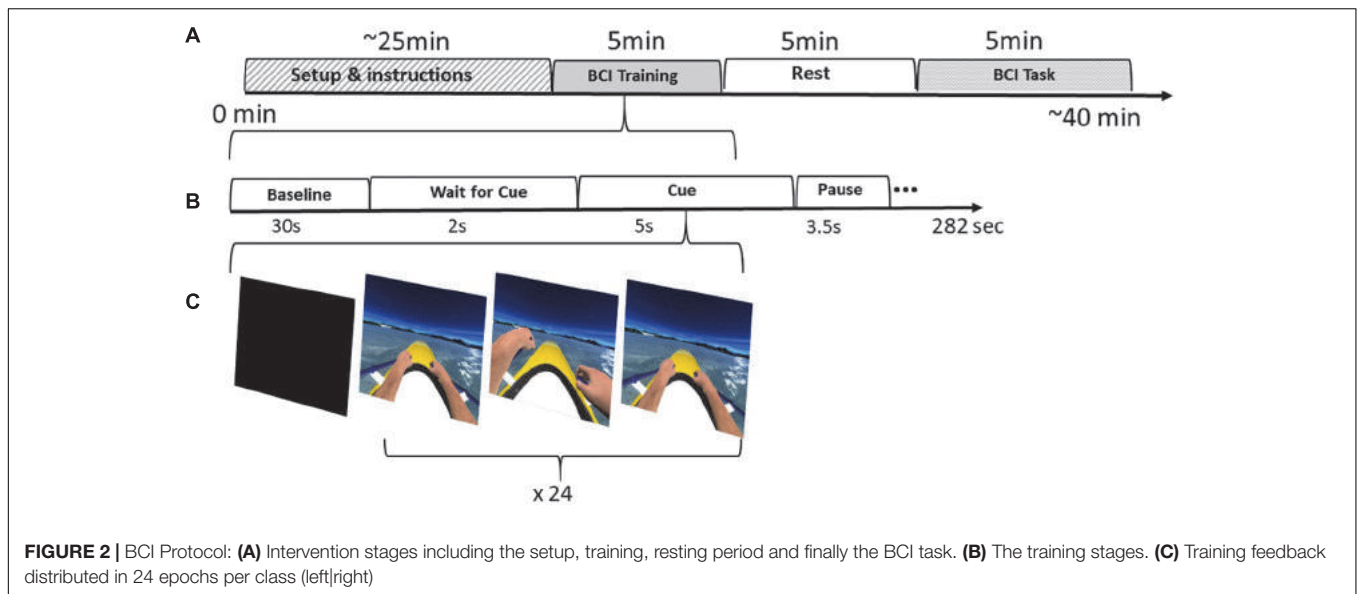 A
~25min 5min 5min 5min
Setup & instructions BCI Training Rest BCI Task
0 min ~40 min
B
Baseline Wait for Cue Cue Pause •••
30s 2s 5s 3.5s 282 sec
C
x 24
FIGURE 2 | BCI Protocol: (A) Intervention stages including the setup, training, resting period and finally the BCI task. (B) The training stages. (C) Training feedback
distributed in 24 epochs per class (left|right)